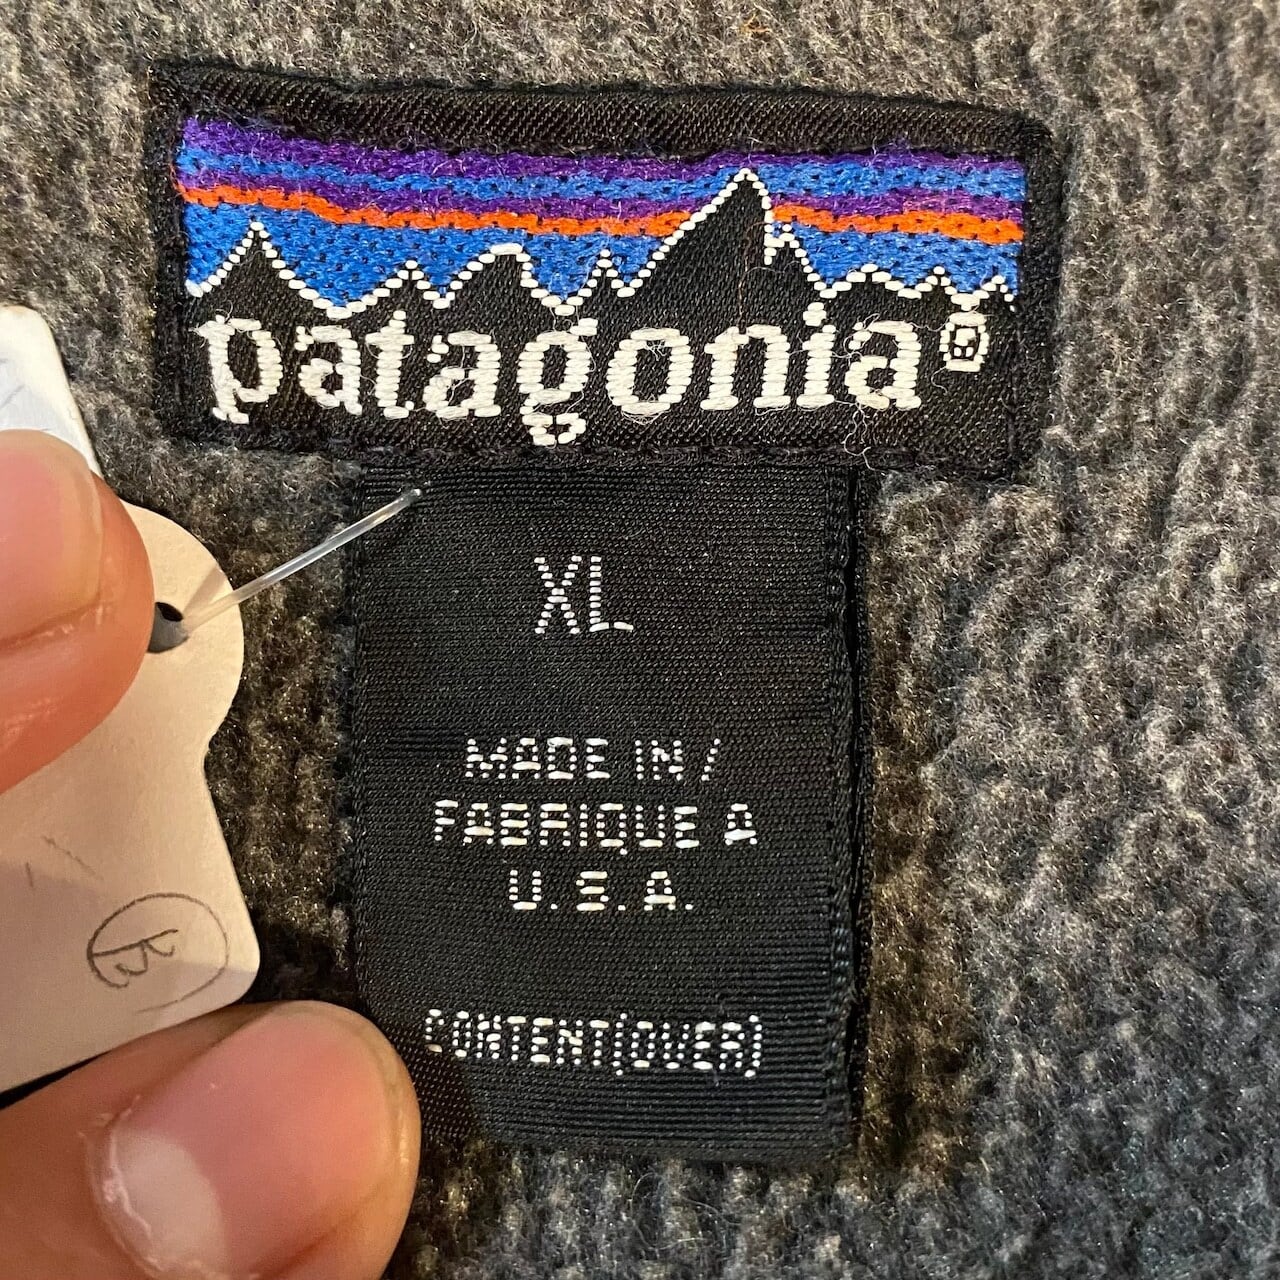 patagonia®
XL
MADE IN /
FABRIQUE A
U.S.A.
CONTENT(OVER)